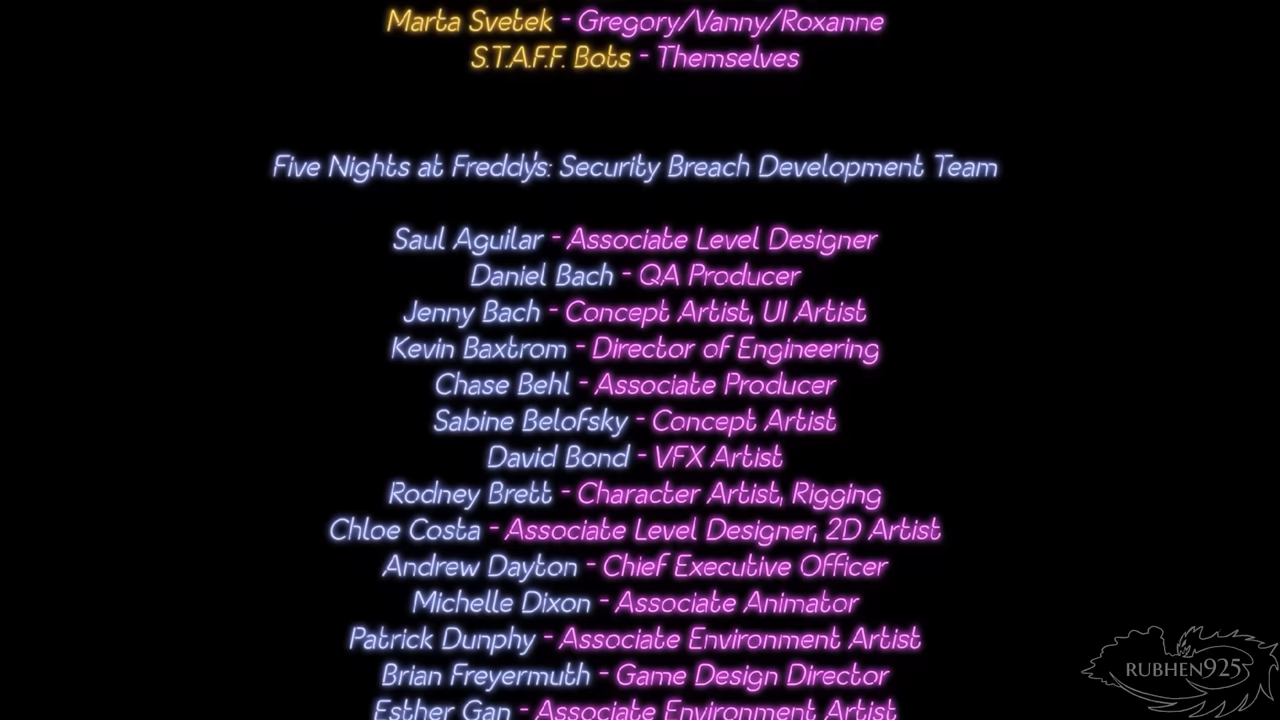 Marta Svetek - Gregory/Vanny/Roxanne
S.T.A.F.F. Bots - Themselves
Five Nights at Freddy's: Security Breach Development Team
Saul Aguilar - Associate Level Designer
Daniel Bach - QA Producer
Jenny Bach - Concept Artist, UI Artist
Kevin Baxtrom - Director of Engineering
Chase Behl - Associate Producer
Sabine Belofsky - Concept Artist
David Bond - VFX Artist
Rodney Brett - Character Artist, Rigging
Chloe Costa - Associate Level Designer, 2D Artist
Andrew Dayton - Chief Executive Officer
Michelle Dixon - Associate Animator
Patrick Dunphy - Associate Environment Artist
Brian Freyermuth - Game Design Director
Esther Gan - Associate Environment Artist
RUBHEN925